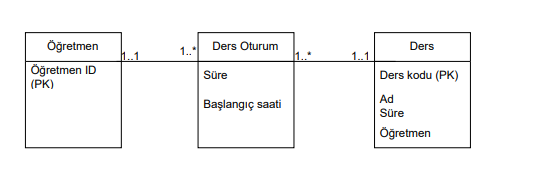 Öğretmen
Öğretmen ID
(PK)
1..1
1..*
Ders Oturum
Süre
Başlangıç saati
1..*
1..1
Ders
Ders kodu (PK)
Ad
Süre
Öğretmen